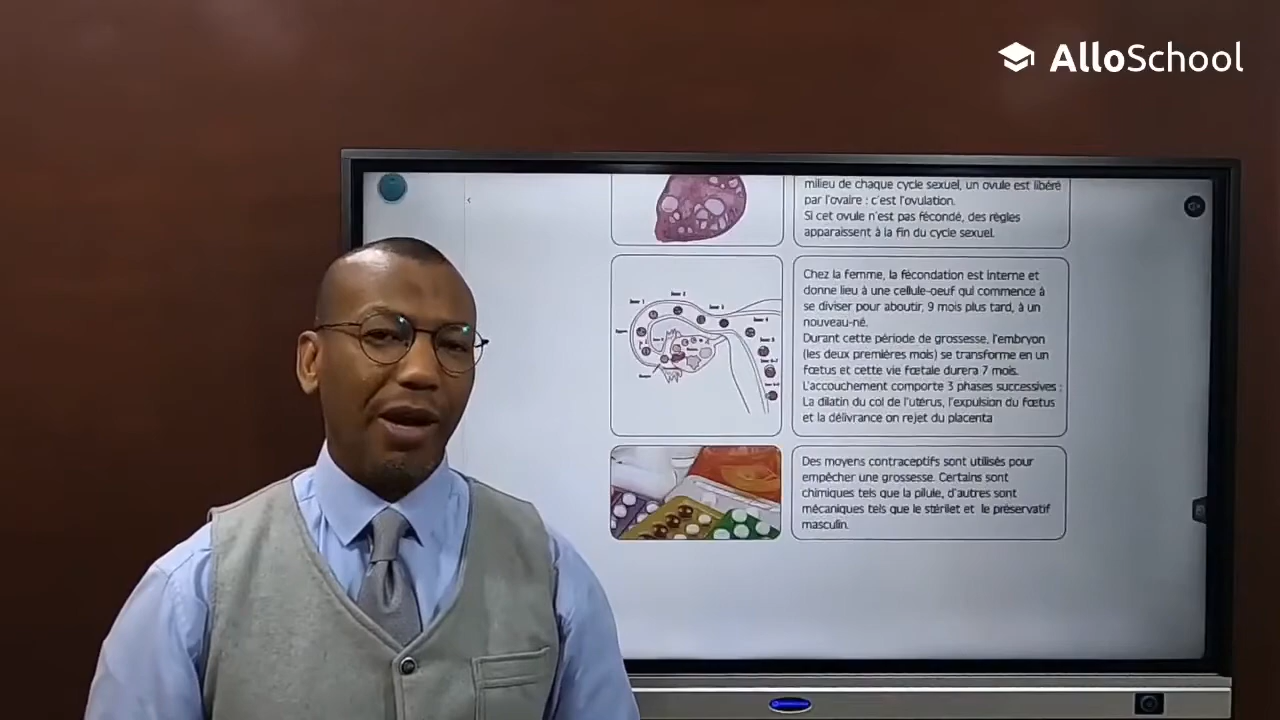 AlloSchool
milieu de chaque cycle sexuel, un ovule est libéré
par l'ovaire : c'est l'ovulation.
Si cet ovule n'est pas fécondé, des règles
apparaissent à la fin du cycle sexuel.
Chez la femme, la fécondation est interne et
donne lieu à une cellule-oeuf qui commence à
se diviser pour aboutir, 9 mois plus tard, à un
nouveau-né.
Durant cette période de grossesse, l'embryon
(les deux premières mois) se transforme en un
fœtus et cette vie fœtale durera 7 mois.
L'accouchement comporte 3 phases successives :
La dilatin du col de l'utérus, l'expulsion du fœtus
et la délivrance on rejet du placenta
Des moyens contraceptifs sont utilisés pour
empêcher une grossesse. Certains sont
chimiques tels que la pilule, d'autres sont
mécaniques tels que le stérilet et le préservatif
masculin.